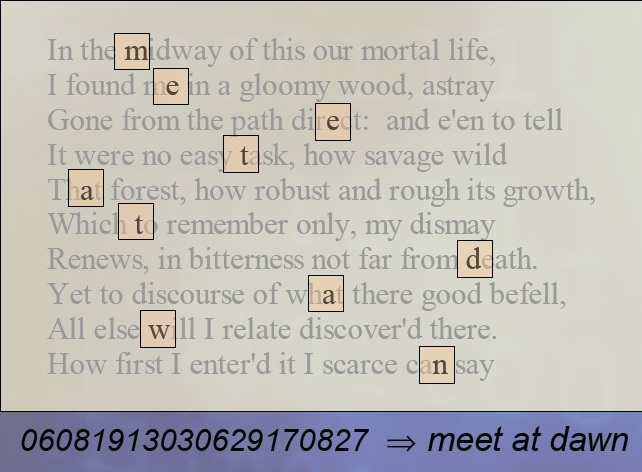 In the midway of this our mortal life,
I found me in a gloomy wood, astray
Gone from the path direct: and e'en to tell
It were no easy task, how savage wild
That forest, how robust and rough its growth,
Which to remember only, my dismay
Renews, in bitterness not far from death.
Yet to discourse of what there good befell,
All else will I relate discover'd there.
How first I enter'd it I scarce can say
06081913030629170827 ⇒ meet at dawn